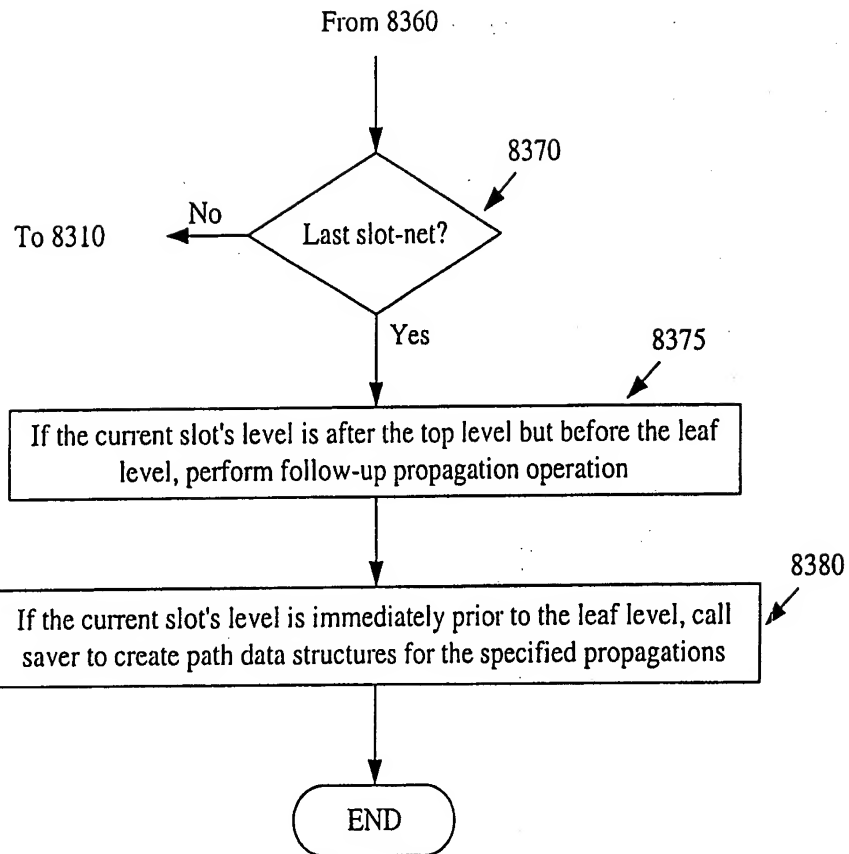 From 8360
8370
Last slot-net?
No
To 8310
Yes
8375
If the current slot's level is after the top level but before the leaf
level, perform follow-up propagation operation
8380
If the current slot's level is immediately prior to the leaf level, call
saver to create path data structures for the specified propagations
END